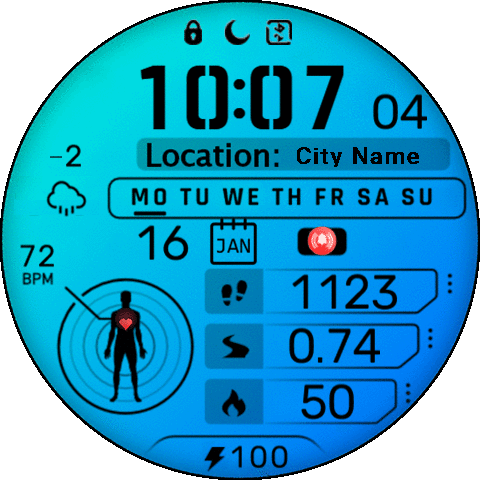 10:07 04
Location: City Name
-2
MO TU WE TH FR SA SU
16 JAN
72
BPM
1123
0.74
50
100